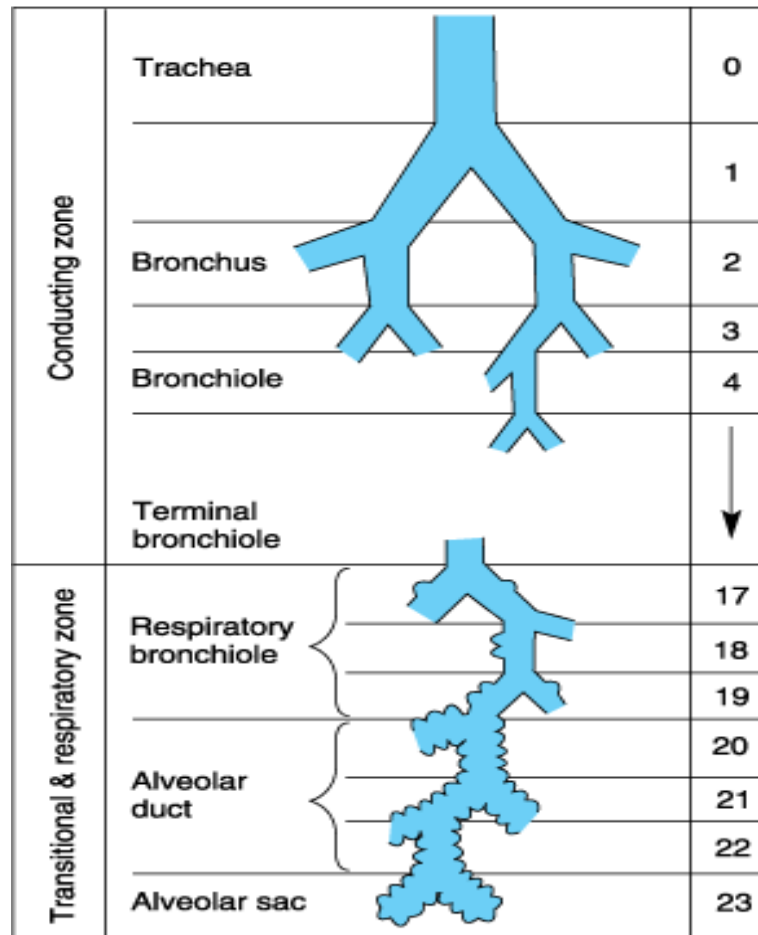 Conducting zone
Trachea
0
1
Bronchus
2
3
Bronchiole
4
Terminal
bronchiole
Transitional & respiratory zone
17
Respiratory
bronchiole
18
19
20
Alveolar
duct
21
22
Alveolar sac
23